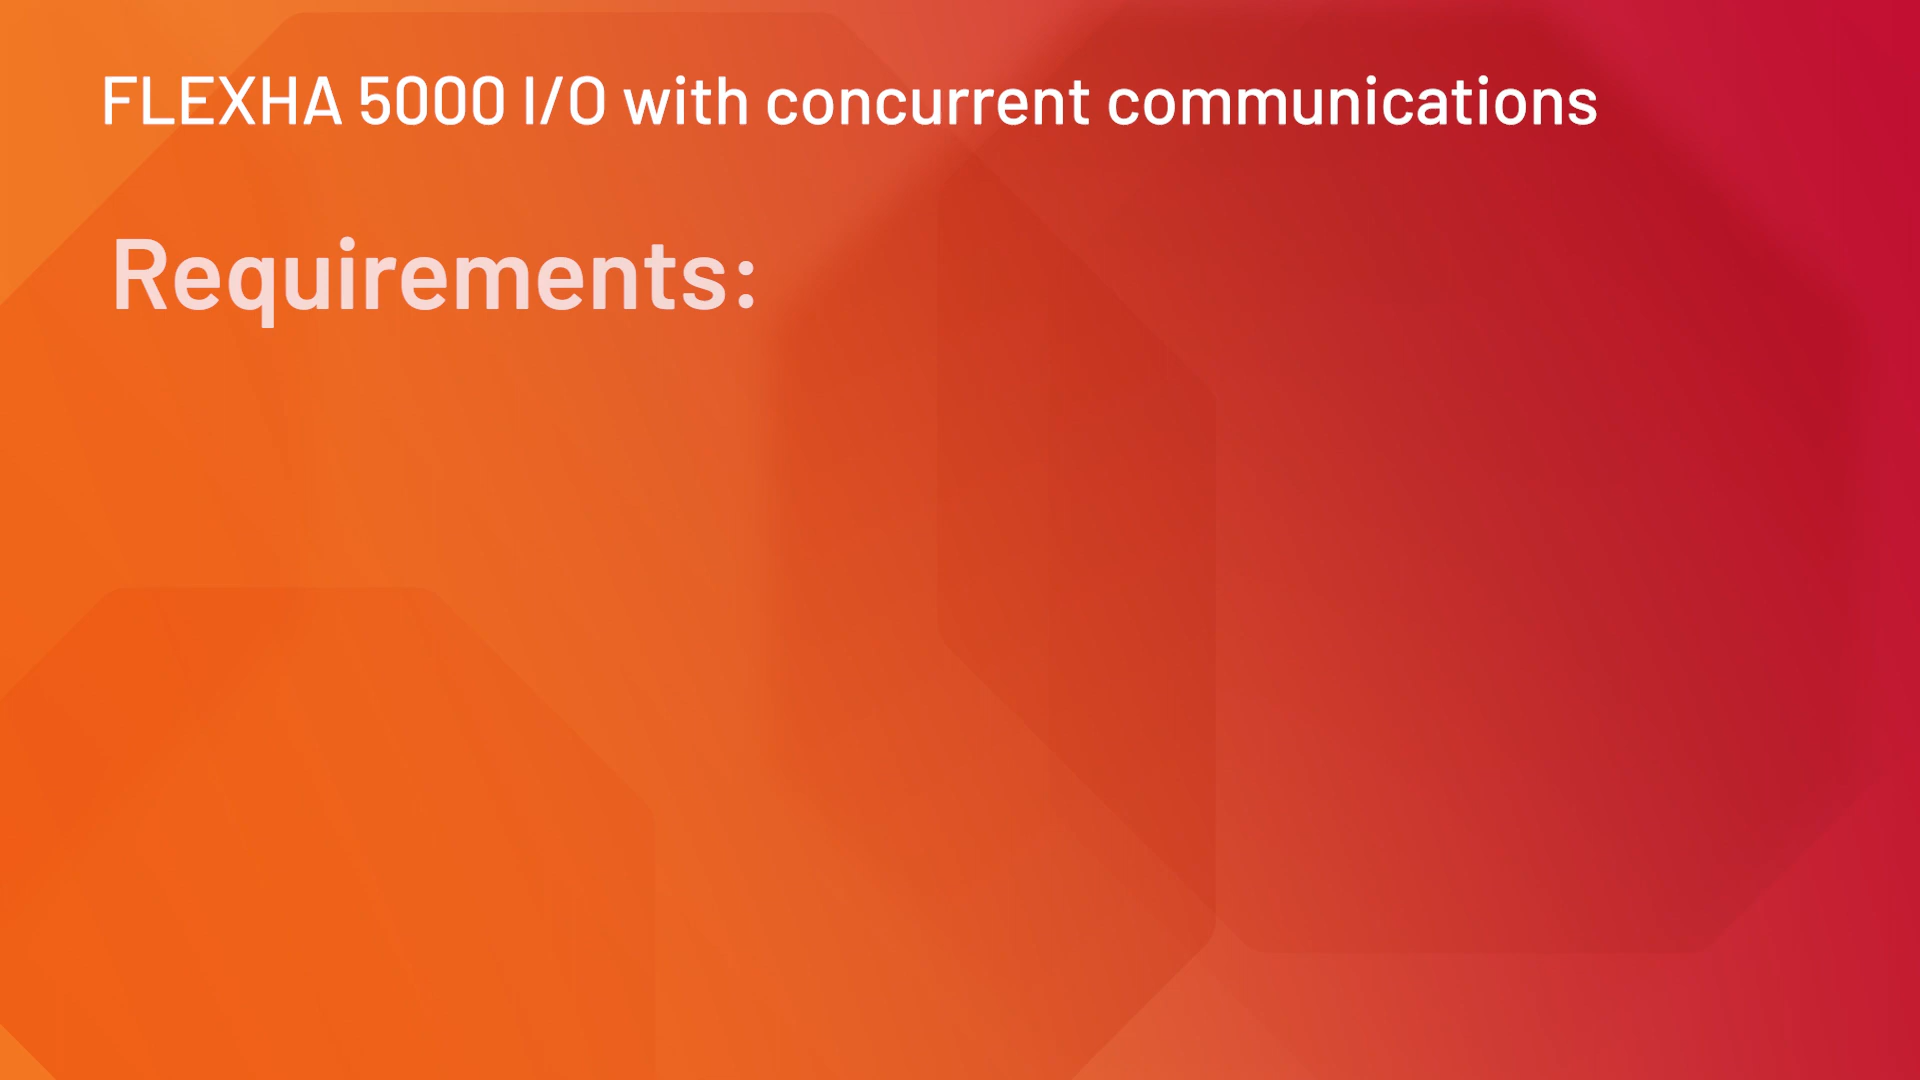 FLEXHA 5000 I/O with concurrent communications
Requirements: